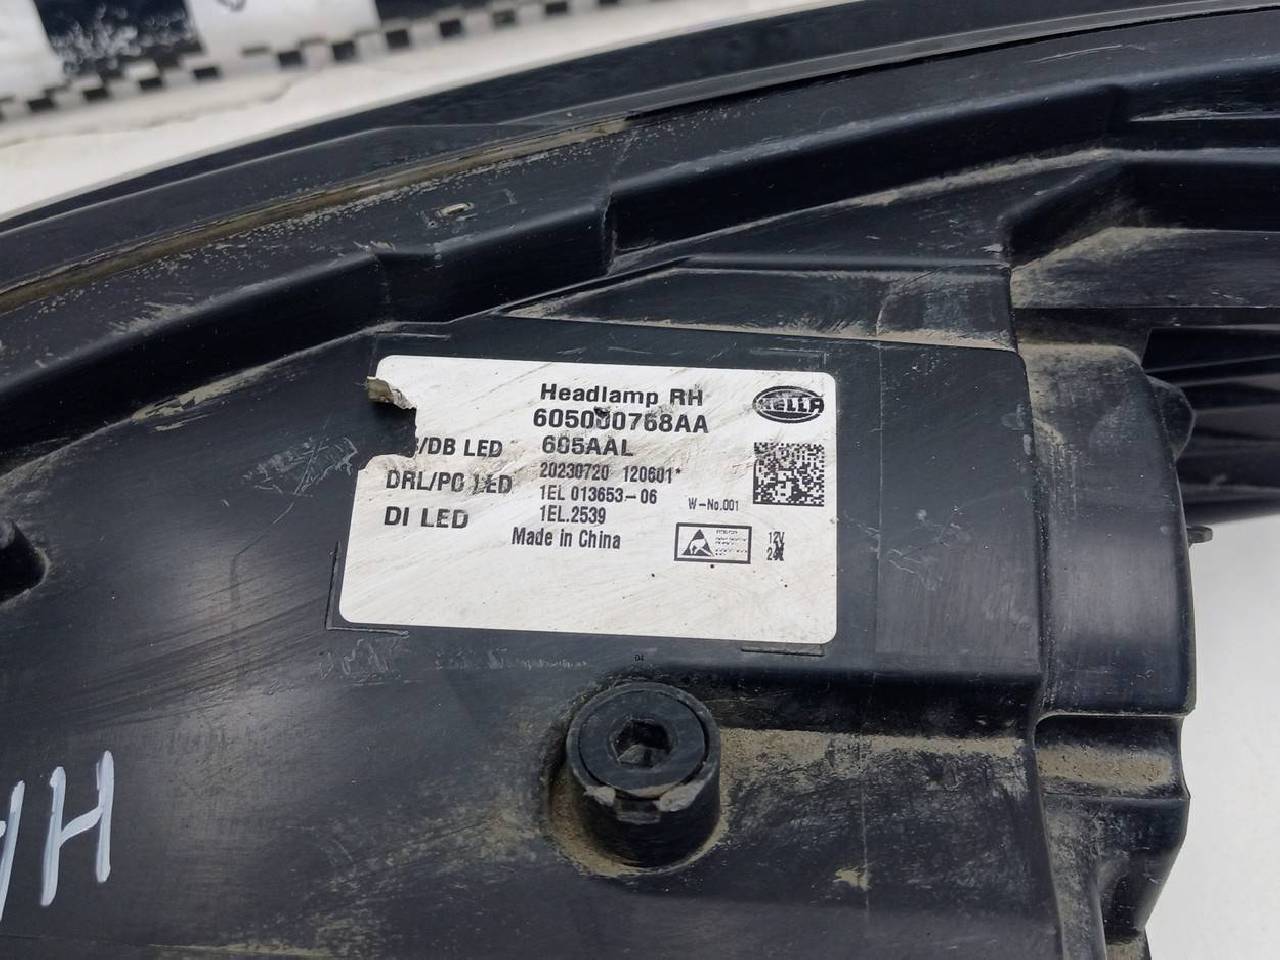 Headlamp RH
HELLA
605000768AA
/DB LED 605AAL
DRL/PO LED 20230720 120601*
1EL 013653-06 W-No.001
DI LED 1EL.2539
Made in China 12V
04